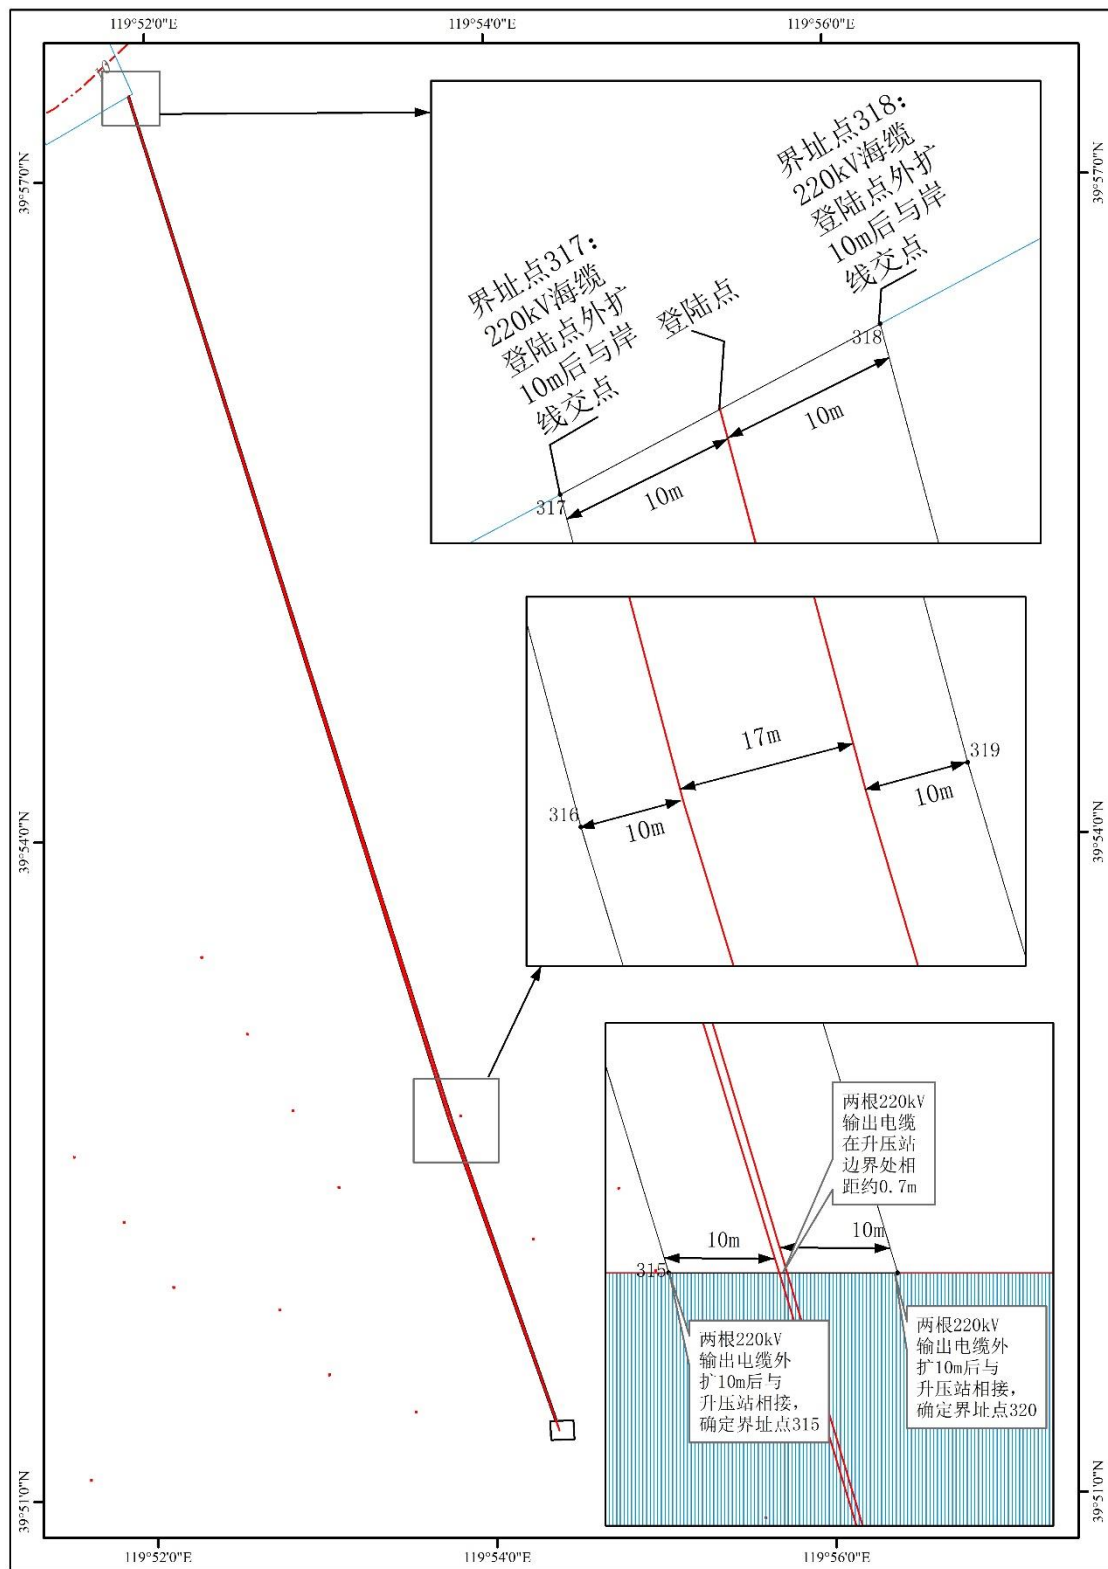 119°52'0"E
119°54'0"E
119°56'0"E
39°57'0"N
39°57'0"N
界址点317：
220kV海缆
登陆点外扩
10m后与岸
线交点
登陆点
界址点318：
220kV海缆
登陆点外扩
10m后与岸
线交点
318
317
10m
10m
17m
319
316
10m
10m
39°54'0"N
39°54'0"N
两根220kV
输出电缆
在升压站
边界处相
距约0.7m
10m
10m
315
两根220kV
输出电缆外
扩10m后与
升压站相接，
确定界址点315
两根220kV
输出电缆外
扩10m后与
升压站相接，
确定界址点320
39°51'0"N
39°51'0"N
119°52'0"E
119°54'0"E
119°56'0"E